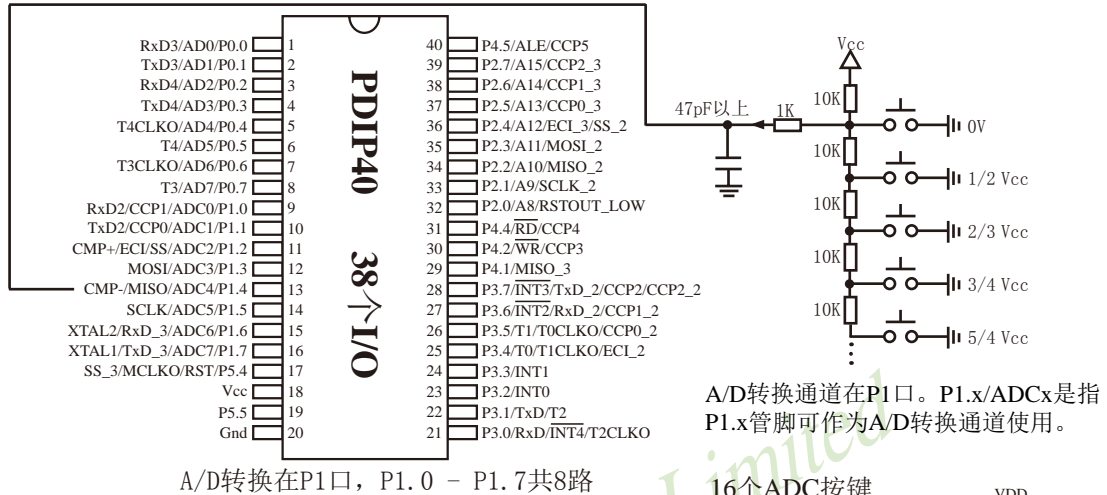 RxD3/AD0/P0.0 1
TxD3/AD1/P0.1 2
RxD4/AD2/P0.2 3
TxD4/AD3/P0.3 4
T4CLKO/AD4/P0.4 5
T4/AD5/P0.5 6
T3CLKO/AD6/P0.6 7
T3/AD7/P0.7 8
RxD2/CCP1/ADC0/P1.0 9
TxD2/CCP0/ADC1/P1.1 10
CMP+/ECI/SS/ADC2/P1.2 11
MOSI/ADC3/P1.3 12
CMP-/MISO/ADC4/P1.4 13
SCLK/ADC5/P1.5 14
XTAL2/RxD_3/ADC6/P1.6 15
XTAL1/TxD_3/ADC7/P1.7 16
SS_3/MCLKO/RST/P5.4 17
Vcc 18
P5.5 19
Gnd 20
PDIP40 38个I/O
40 P4.5/ALE/CCP5
39 P2.7/A15/CCP2_3
38 P2.6/A14/CCP1_3
37 P2.5/A13/CCP0_3
36 P2.4/A12/ECI_3/SS_2
35 P2.3/A11/MOSI_2
34 P2.2/A10/MISO_2
33 P2.1/A9/SCLK_2
32 P2.0/A8/RSTOUT_LOW
31 P4.4/RD/CCP4
30 P4.2/WR/CCP3
29 P4.1/MISO_3
28 P3.7/INT3/TxD_2/CCP2/CCP2_2
27 P3.6/INT2/RxD_2/CCP1_2
26 P3.5/T1/T0CLKO/CCP0_2
25 P3.4/T0/T1CLKO/ECI_2
24 P3.3/INT1
23 P3.2/INT0
22 P3.1/TxD/T2
21 P3.0/RxD/INT4/T2CLKO
A/D转换在P1口，P1.0 - P1.7共8路
47pF以上
1K
Vcc
10K
0V
10K
1/2 Vcc
10K
2/3 Vcc
10K
3/4 Vcc
10K
5/4 Vcc
A/D转换通道在P1口。P1.x/ADCx是指
P1.x管脚可作为A/D转换通道使用。
Limited
16个ADC按键
VDD